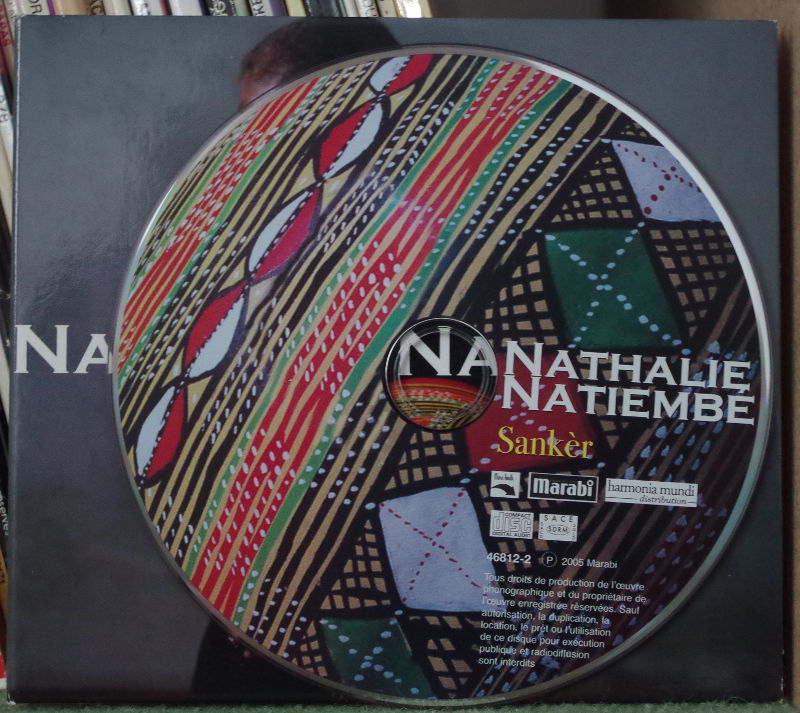 NA
NA
NATHALIE
NATIEMBÉ
Sankèr
Marabi
harmonia mundi
distribution
COMPACT
disc
DIGITAL AUDIO
SACE
SDRM
46812-2 Ⓟ 2005 Marabi
Tous droits de production de l'œuvre
phonographique et du propriétaire de
l'œuvre enregistrée réservées. Sauf
autorisation, la duplication, la
location, le prêt ou l'utilisation
de ce disque pour exécution
publique et radiodiffusion
sont interdits